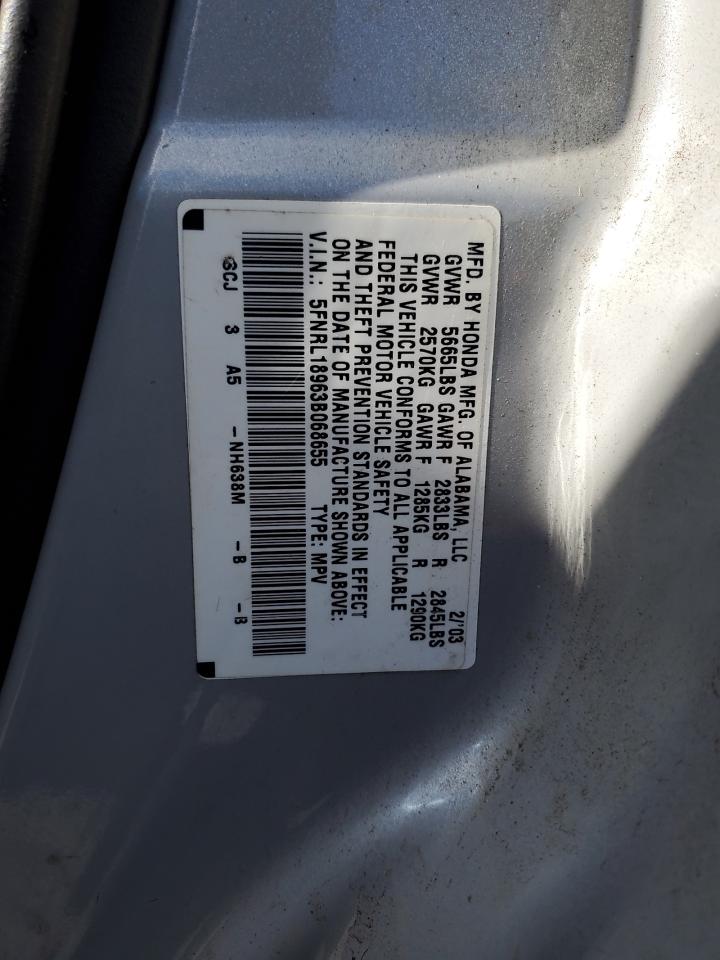 MFD. BY HONDA MFG. OF ALABAMA, LLC 2/'03
GVWR 5665LBS GAWR F 2833LBS R 2845LBS
GVWR 2570KG GAWR F 1285KG R 1290KG
THIS VEHICLE CONFORMS TO ALL APPLICABLE
FEDERAL MOTOR VEHICLE SAFETY
AND THEFT PREVENTION STANDARDS IN EFFECT
ON THE DATE OF MANUFACTURE SHOWN ABOVE:
V.I.N.: 5FNRL18963B068655 TYPE: MPV
SCJ 3 A5 -NH638M -B -B